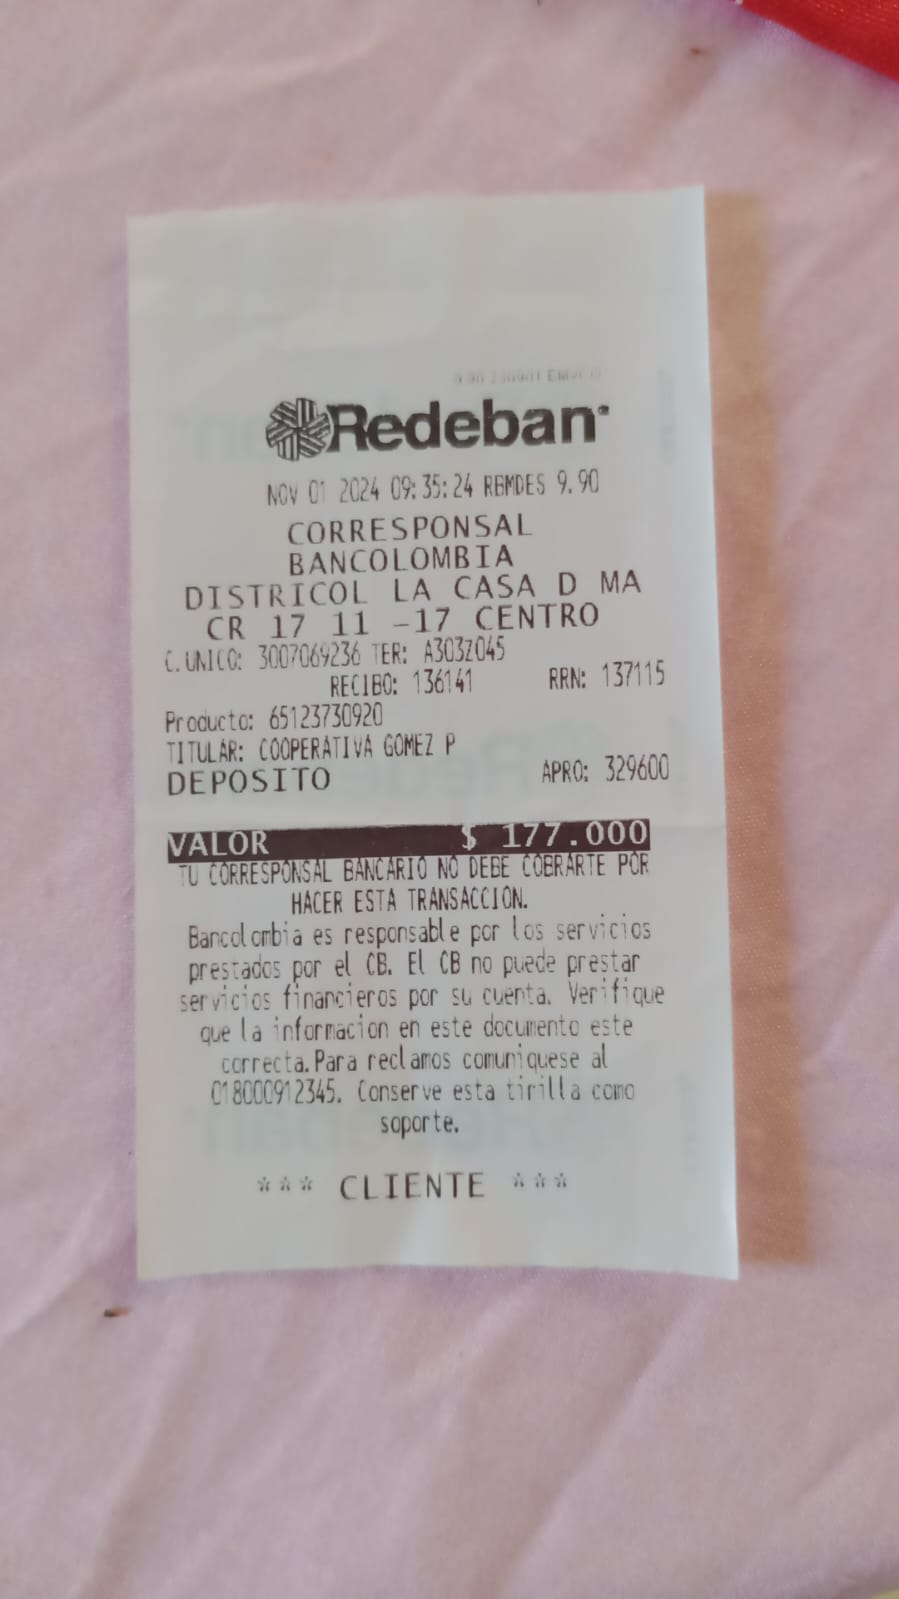 Redeban
NOV 01 2024 09:35:24 RBMDES 9.90
CORRESPONSAL
BANCOLOMBIA
DISTRICOL LA CASA D MA
CR 17 11 -17 CENTRO
C.UNICO: 3007069236 TER: A303Z045
RECIBO: 136141 RRN: 137115
Producto: 65123730920
TITULAR: COOPERATIVA GOMEZ P
DEPOSITO APRO: 329600
VALOR $ 177.000
TU CORRESPONSAL BANCARIO NO DEBE COBRARTE POR
HACER ESTA TRANSACCION.
Bancolombia es responsable por los servicios
prestados por el CB. El CB no puede prestar
servicios financieros por su cuenta. Verifique
que la informacion en este documento este
correcta.Para reclamos comuniquese al
018000912345. Conserve esta tirilla como
soporte.
*** CLIENTE ***